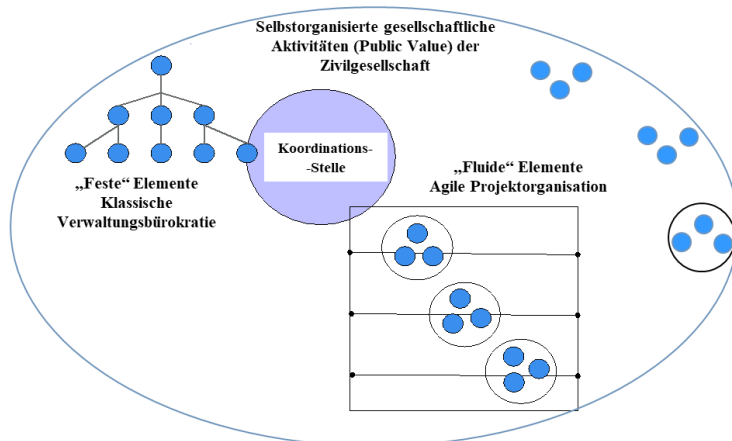 Selbstorganisierte gesellschaftliche
Aktivitäten (Public Value) der
Zivilgesellschaft
Koordinations-
-Stelle
„Feste“ Elemente
Klassische
Verwaltungsbürokratie
„Fluide“ Elemente
Agile Projektorganisation